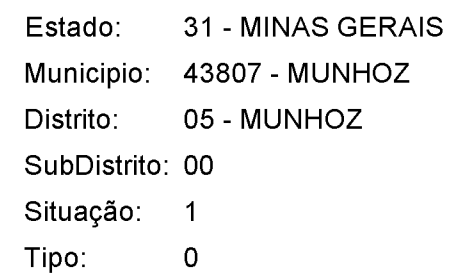 Estado: 31 - MINAS GERAIS
Municipio: 43807 - MUNHOZ
Distrito: 05 - MUNHOZ
SubDistrito: 00
Situação: 1
Tipo: 0